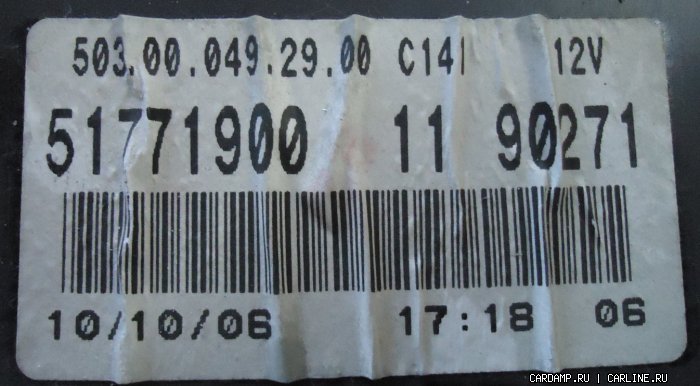 503.00.049.29.00 C14I 12V
51771900 11 90271
10/10/06 17:18 06
CARDAMP.RU | CARLINE.RU